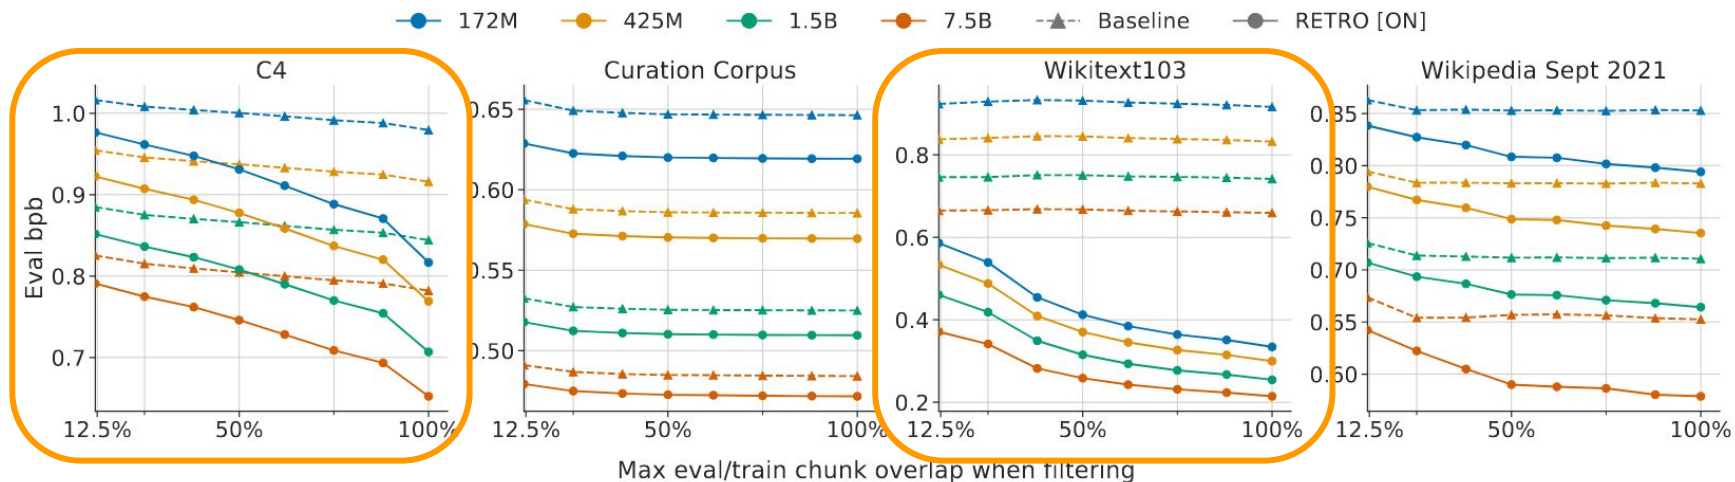 172M 425M 1.5B 7.5B Baseline RETRO [ON]
C4
Eval bpb
1.0
0.9
0.8
0.7
12.5% 50% 100%
Curation Corpus
0.65
0.60
0.55
0.50
12.5% 50% 100%
Wikitext103
0.8
0.6
0.4
0.2
12.5% 50% 100%
Wikipedia Sept 2021
0.85
0.80
0.75
0.70
0.65
0.60
12.5% 50% 100%
Max eval/train chunk overlap when filtering